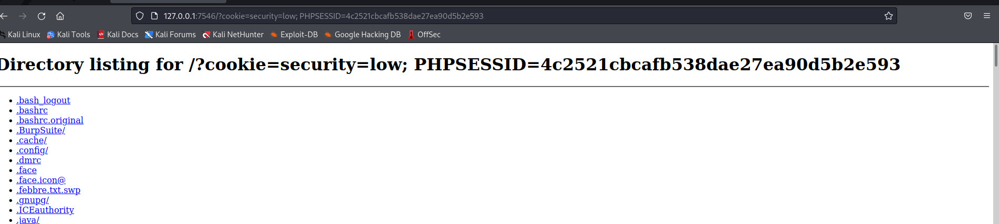 127.0.0.1:7546/?cookie=security=low; PHPSESSID=4c2521cbcafb538dae27ea90d5b2e593
Kali Linux Kali Tools Kali Docs Kali Forums Kali NetHunter Exploit-DB Google Hacking DB OffSec
Directory listing for /?cookie=security=low; PHPSESSID=4c2521cbcafb538dae27ea90d5b2e593
.bash_logout
.bashrc
.bashrc.original
.BurpSuite/
.cache/
.config/
.dmrc
.face
.face.icon@
.febbre.txt.swp
.gnupg/
.ICEauthority
.java/